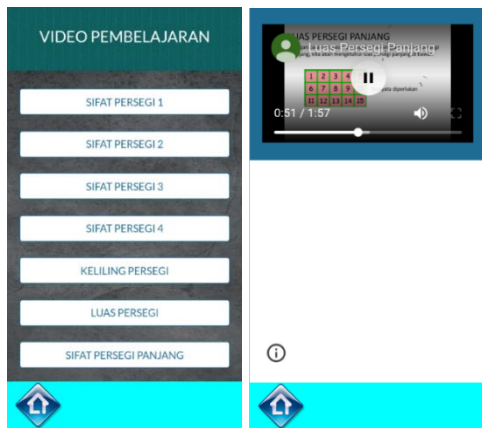 VIDEO PEMBELAJARAN
SIFAT PERSEGI 1
SIFAT PERSEGI 2
SIFAT PERSEGI 3
SIFAT PERSEGI 4
KELILING PERSEGI
LUAS PERSEGI
SIFAT PERSEGI PANJANG
LUAS PERSEGI PANJANG
Luas Persegi Panjang
1 2 3 4
6 7 8 9
11 12 13 14 15
diperlukan
0:51 / 1:57